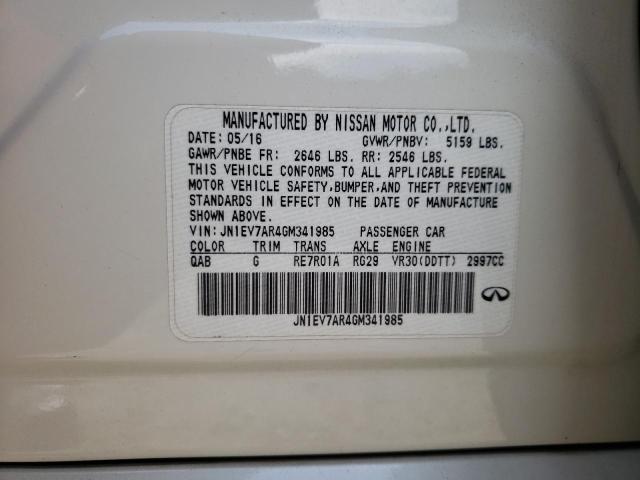 MANUFACTURED BY NISSAN MOTOR CO.,LTD.
DATE: 05/16 GVWR/PNBV: 5159 LBS.
GAWR/PNBE FR: 2646 LBS. RR: 2546 LBS.
THIS VEHICLE CONFORMS TO ALL APPLICABLE FEDERAL
MOTOR VEHICLE SAFETY,BUMPER,AND THEFT PREVENTION
STANDARDS IN EFFECT ON THE DATE OF MANUFACTURE
SHOWN ABOVE.
VIN: JN1EV7AR4GM341985 PASSENGER CAR
COLOR TRIM TRANS AXLE ENGINE
QAB G RE7R01A RG29 VR30(DDTT) 2997CC
JN1EV7AR4GM341985